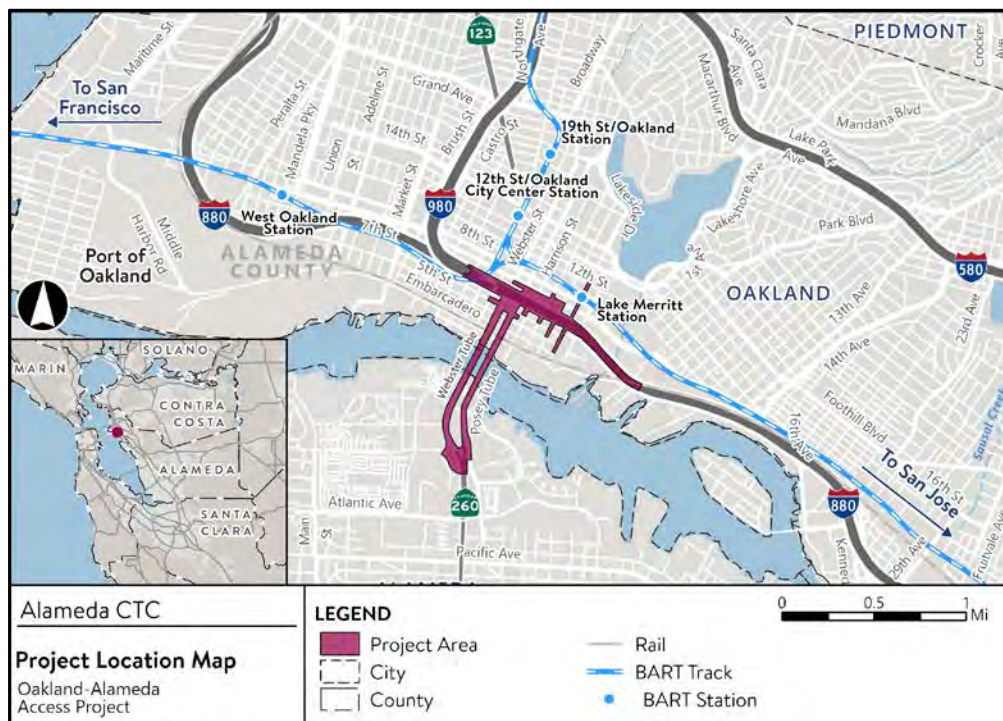 CALIFORNIA
123
PIEDMONT
Maritime St
Northgate
Ave
Broadway
Santa Clara
Ave
Crocker
Ave
To San
Francisco
Peralta St
Mandela Pky
Adeline St
Grand Ave
Macarthur Blvd
Mandana Blvd
Union
St
14th St
Brush St
Castro St
19th St/Oakland
Station
Lake Park
Ave
Market St
12th St/Oakland
City Center Station
Lakeside Dr
Lakeshore Ave
980
880
West Oakland
Station
7th St
8th St
Webster St
Harrison St
Park Blvd
Middle
Harbor Rd
ALAMEDA
COUNTY
Port of
Oakland
5th St
Embarcadero
12th St
1st Ave
580
Lake Merritt
Station
OAKLAND
13th Ave
23rd Ave
14th Ave
Webster Tube
Posey Tube
Foothill Blvd
Sausal Creek
16th Ave
16th St
To San Jose
MARIN
SOLANO
CONTRA
COSTA
ALAMEDA
SANTA
CLARA
Atlantic Ave
260
880
Main
St
Pacific Ave
29th Ave
Fruitvale Ave
Alameda CTC
Project Location Map
Oakland-Alameda
Access Project
LEGEND
Project Area
City
County
Rail
BART Track
BART Station
0 0.5 1
Mi